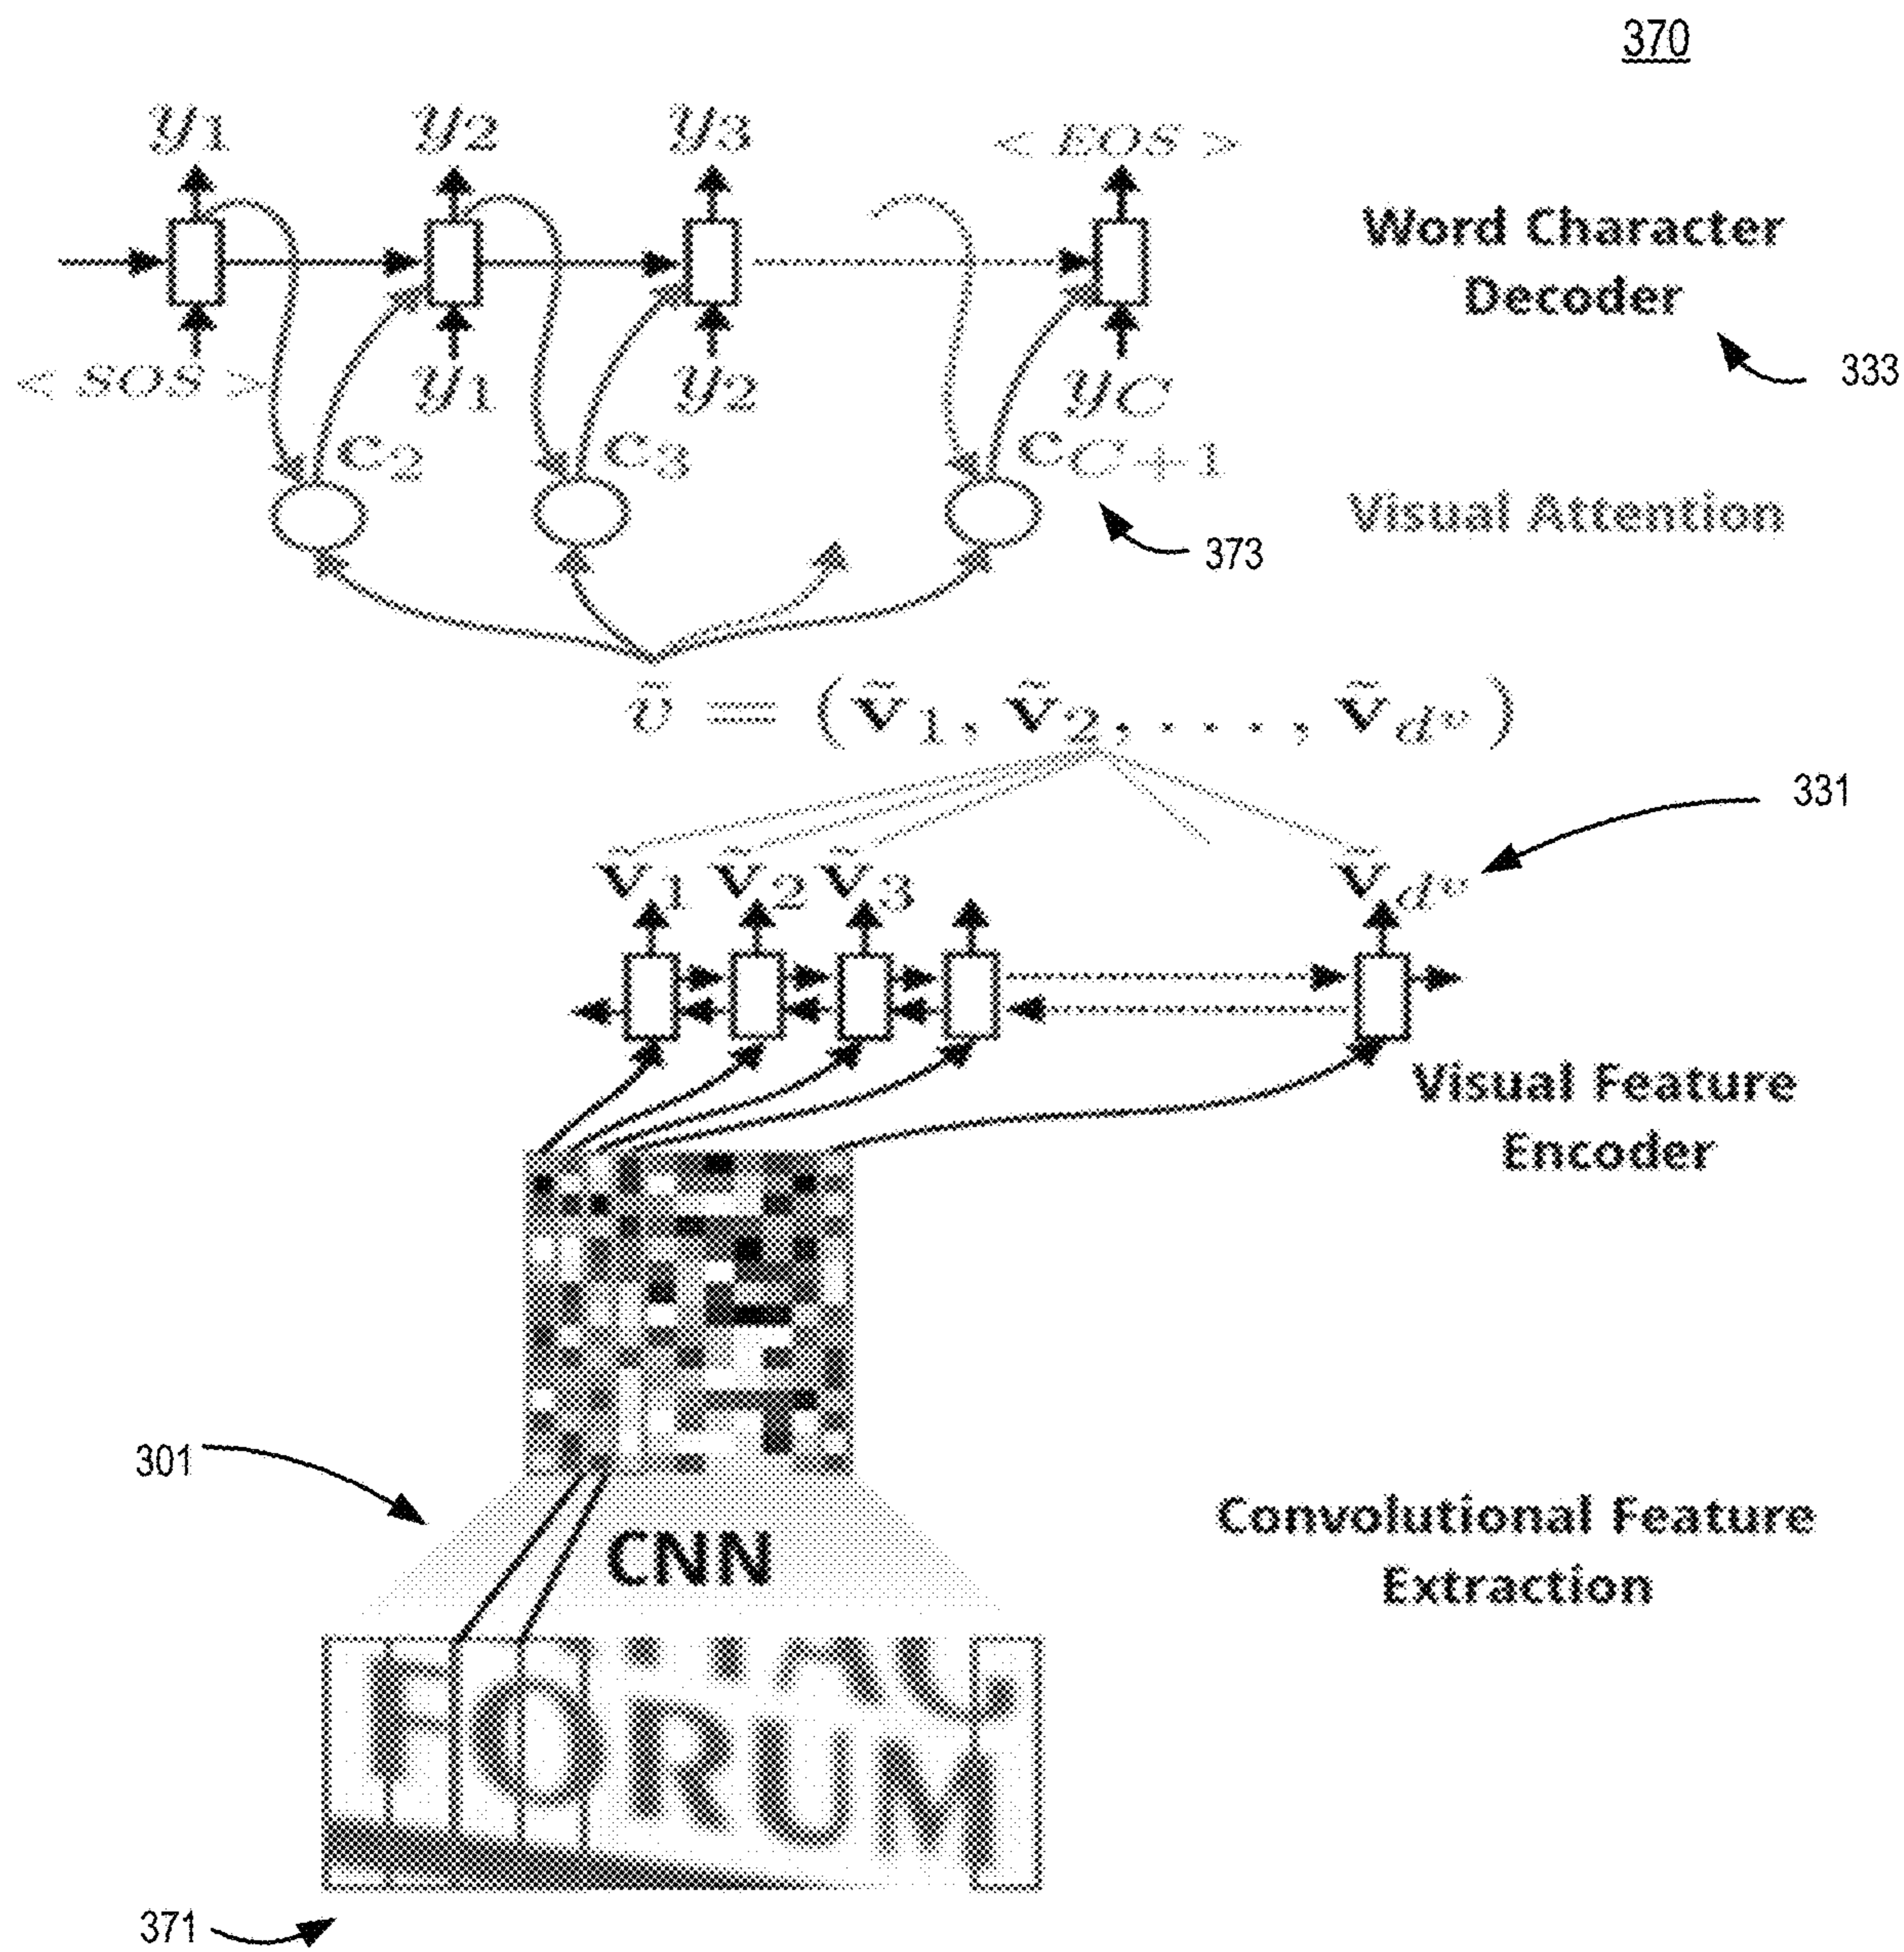 370
y1 y2 y3 < EOS >
Word Character
Decoder
333
< SOS > y1 y2 yC
c2 c3 cC+1
Visual Attention
373
ṽ = (ṽ1, ṽ2, . . . , ṽdᵛ)
331
ṽ1 ṽ2 ṽ3 ṽdᵛ
Visual Feature
Encoder
301
CNN
Convolutional Feature
Extraction
FORUM
371